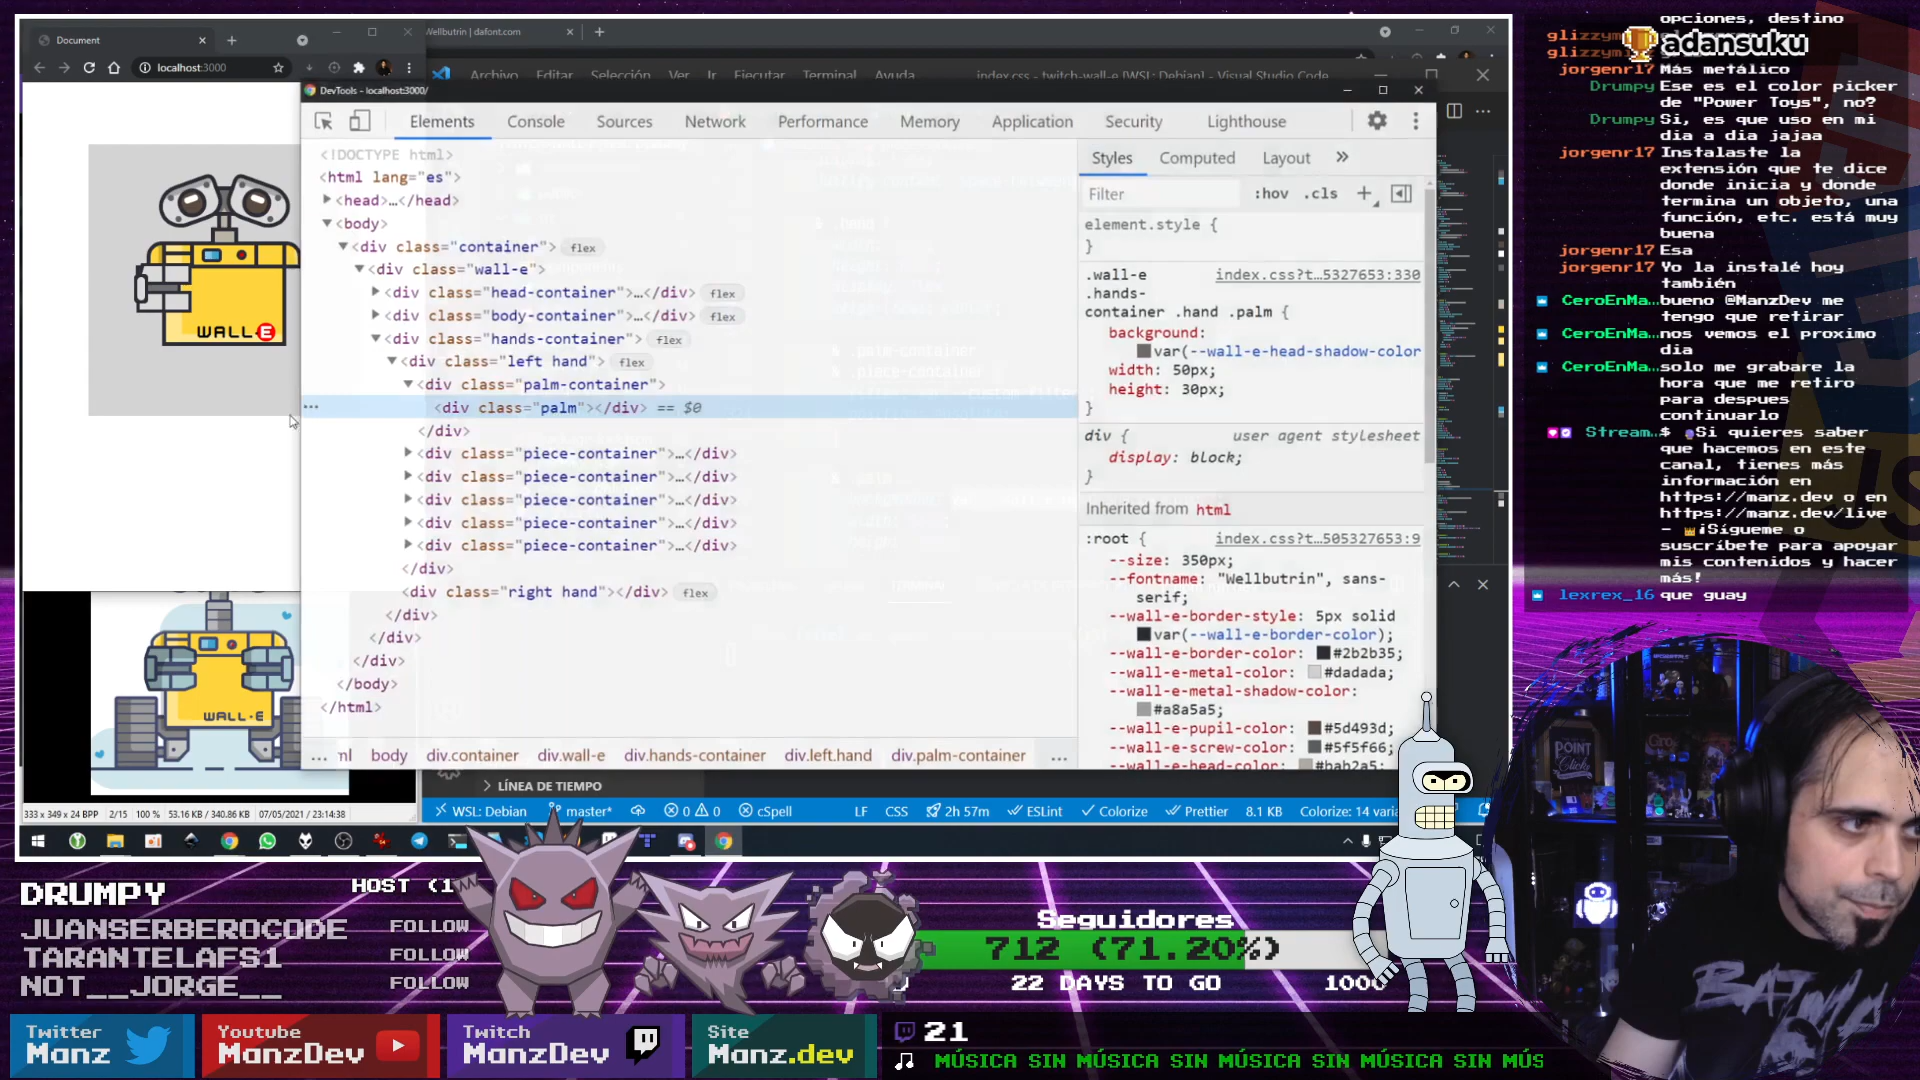 Document
localhost:3000
Wellbutrin | dafont.com
Archivo Editar Selección Ver Ir Ejecutar Terminal Ayuda
index.css - twitch-wall-e [WSL: Debian] - Visual Studio Code
DevTools - localhost:3000/
Elements Console Sources Network Performance Memory Application Security Lighthouse
<!DOCTYPE html>
<html lang="es">
<head>…</head>
<body>
<div class="container"> flex
<div class="wall-e">
<div class="head-container">…</div> flex
<div class="body-container">…</div> flex
<div class="hands-container"> flex
<div class="left hand"> flex
<div class="palm-container">
<div class="palm"></div> == $0
</div>
<div class="piece-container">…</div>
<div class="piece-container">…</div>
<div class="piece-container">…</div>
<div class="piece-container">…</div>
<div class="piece-container">…</div>
</div>
<div class="right hand"></div> flex
</div>
</div>
</div>
</body>
</html>
... ml body div.container div.wall-e div.hands-container div.left.hand div.palm-container ...
Styles Computed Layout »
Filter :hov .cls +
element.style {
}
.wall-e index.css?t…5327653:330
.hands-
container .hand .palm {
background:
var(--wall-e-head-shadow-color
width: 50px;
height: 30px;
}
div { user agent stylesheet
display: block;
}
Inherited from html
:root { index.css?t…505327653:9
--size: 350px;
--fontname: "Wellbutrin", sans-
serif;
--wall-e-border-style: 5px solid
var(--wall-e-border-color);
--wall-e-border-color: #2b2b35;
--wall-e-metal-color: #dadada;
--wall-e-metal-shadow-color:
#a8a5a5;
--wall-e-pupil-color: #5d493d;
--wall-e-screw-color: #5f5f66;
--wall-e-head-color: #bab2a5;
WALL-E
WALL-E
333 x 349 x 24 BPP 2/15 100 % 53.16 KB / 340.86 KB 07/05/2021 / 23:14:38
LÍNEA DE TIEMPO
WSL: Debian master* 0 0 cSpell LF CSS 2h 57m ESLint Colorize Prettier 8.1 KB Colorize: 14 varia
opciones, destino
adansuku
jorgenr17 Más metálico
Drumpy Ese es el color picker
de "Power Toys", no?
Drumpy Si, es que uso en mi
dia a dia jajaa
jorgenr17 Instalaste la
extensión que te dice
donde inicia y donde
termina un objeto, una
función, etc. está muy
buena
jorgenr17 Esa
jorgenr17 Yo la instalé hoy
también
CeroEnMa… bueno @ManzDev me
tengo que retirar
CeroEnMa… nos vemos el proximo
dia
CeroEnMa… solo me grabare la
hora que me retiro
para despues
continuarlo
Stream… $ Si quieres saber
que hacemos en este
canal, tienes más
información en
https://manz.dev o en
https://manz.dev/live
- ¡Sígueme o
suscríbete para apoyar
mis contenidos y hacer
más!
lexrex_16 que guay
POINT
Click
DRUMPY HOST (1
JUANSERBEROCODE FOLLOW
TARANTELAFS1 FOLLOW
NOT__JORGE__ FOLLOW
Seguidores
712 (71.20%)
22 DAYS TO GO 1000
Twitter
Manz
Youtube
ManzDev
Twitch
ManzDev
Site
Manz.dev
21
MÚSICA SIN MÚSICA SIN MÚSICA SIN MÚSICA SIN MÚS